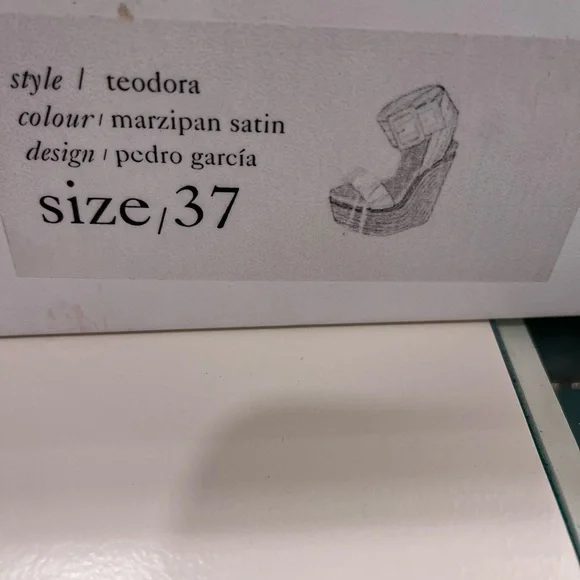 style | teodora
colour | marzipan satin
design | pedro garcía
size/37